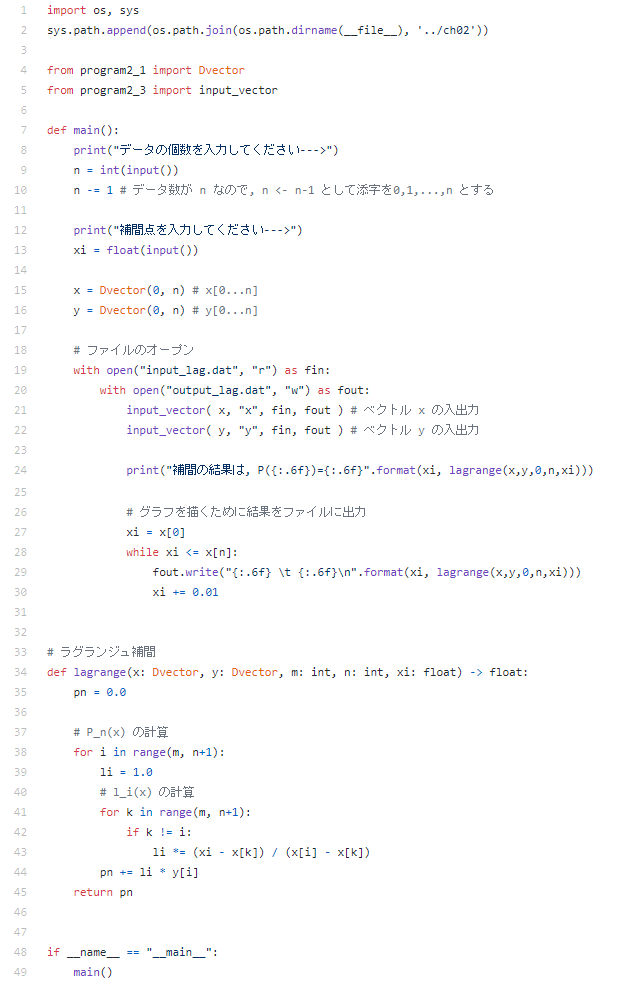 1 import os, sys
2 sys.path.append(os.path.join(os.path.dirname(__file__), '../ch02'))
3
4 from program2_1 import Dvector
5 from program2_3 import input_vector
6
7 def main():
8     print("データの個数を入力してください--->")
9     n = int(input())
10     n -= 1 # データ数が n なので, n <- n-1 として添字を0,1,...,n とする
11
12     print("補間点を入力してください--->")
13     xi = float(input())
14
15     x = Dvector(0, n) # x[0...n]
16     y = Dvector(0, n) # y[0...n]
17
18     # ファイルのオープン
19     with open("input_lag.dat", "r") as fin:
20         with open("output_lag.dat", "w") as fout:
21             input_vector( x, "x", fin, fout ) # ベクトル x の入出力
22             input_vector( y, "y", fin, fout ) # ベクトル y の入出力
23
24             print("補間の結果は, P({:.6f})={:.6f}".format(xi, lagrange(x,y,0,n,xi)))
25
26             # グラフを描くために結果をファイルに出力
27             xi = x[0]
28             while xi <= x[n]:
29                 fout.write("{:.6f} \t {:.6f}\n".format(xi, lagrange(x,y,0,n,xi)))
30                 xi += 0.01
31
32
33 # ラグランジュ補間
34 def lagrange(x: Dvector, y: Dvector, m: int, n: int, xi: float) -> float:
35     pn = 0.0
36
37     # P_n(x) の計算
38     for i in range(m, n+1):
39         li = 1.0
40         # l_i(x) の計算
41         for k in range(m, n+1):
42             if k != i:
43                 li *= (xi - x[k]) / (x[i] - x[k])
44         pn += li * y[i]
45     return pn
46
47
48 if __name__ == "__main__":
49     main()